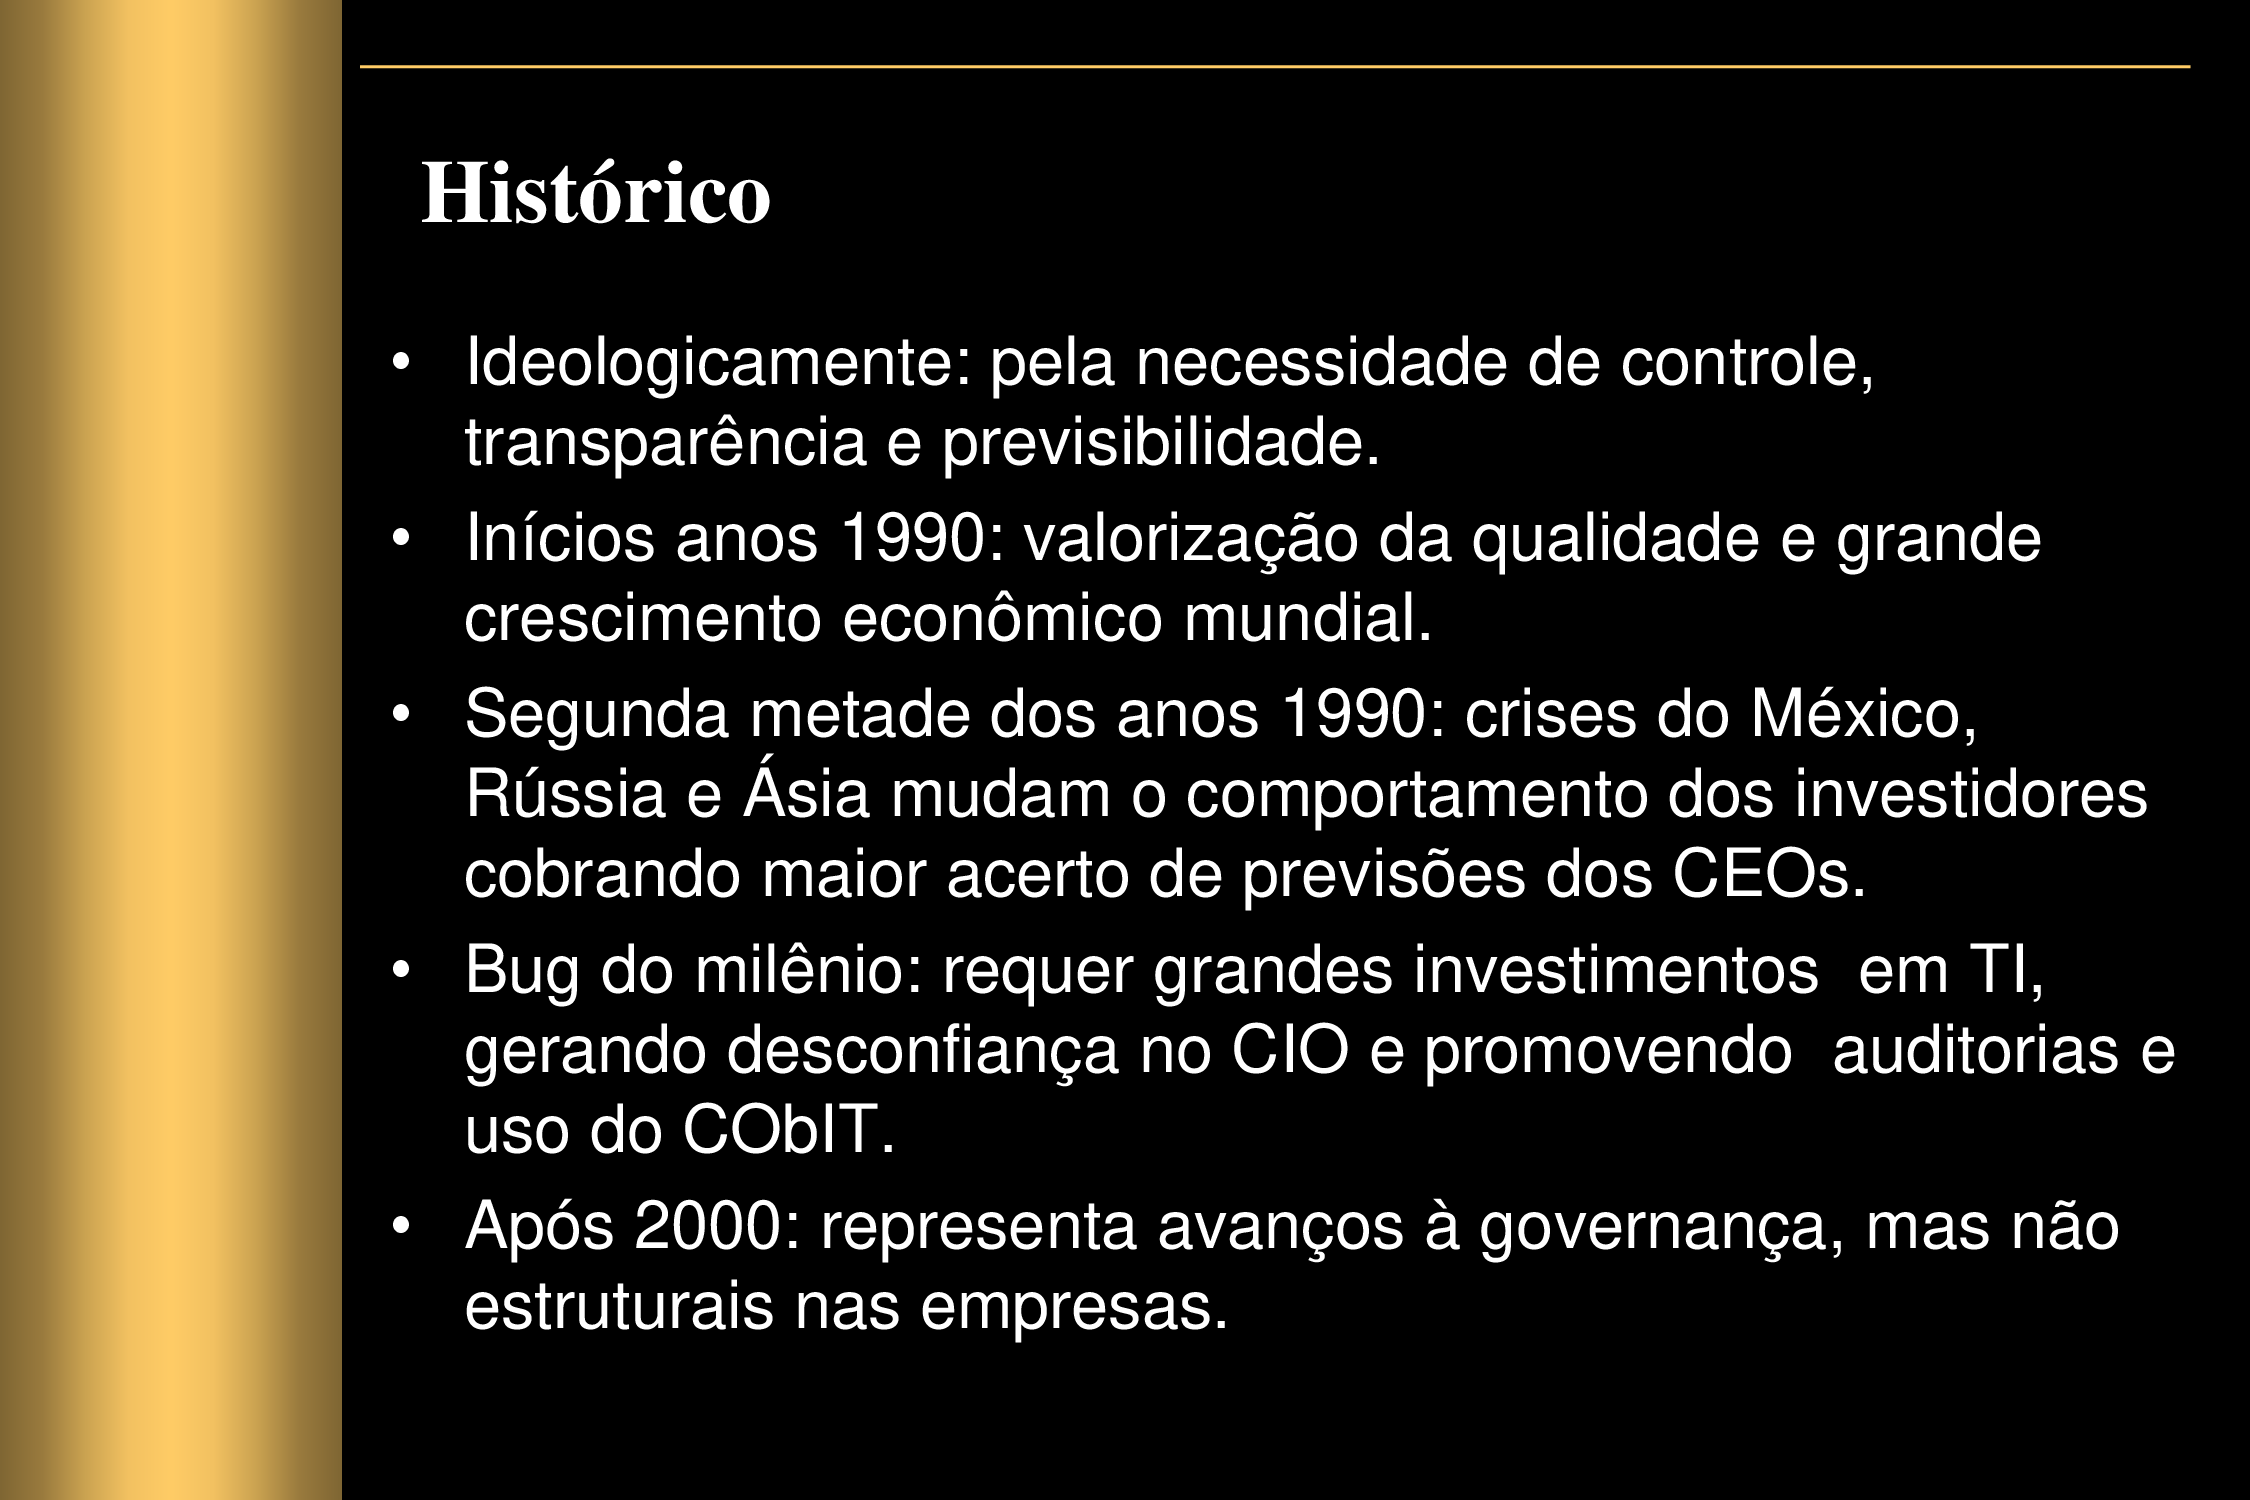 Histórico
• Ideologicamente: pela necessidade de controle,
transparência e previsibilidade.
• Inícios anos 1990: valorização da qualidade e grande
crescimento econômico mundial.
• Segunda metade dos anos 1990: crises do México,
Rússia e Ásia mudam o comportamento dos investidores
cobrando maior acerto de previsões dos CEOs.
• Bug do milênio: requer grandes investimentos  em TI,
gerando desconfiança no CIO e promovendo  auditorias e
uso do CObIT.
• Após 2000: representa avanços à governança, mas não
estruturais nas empresas.